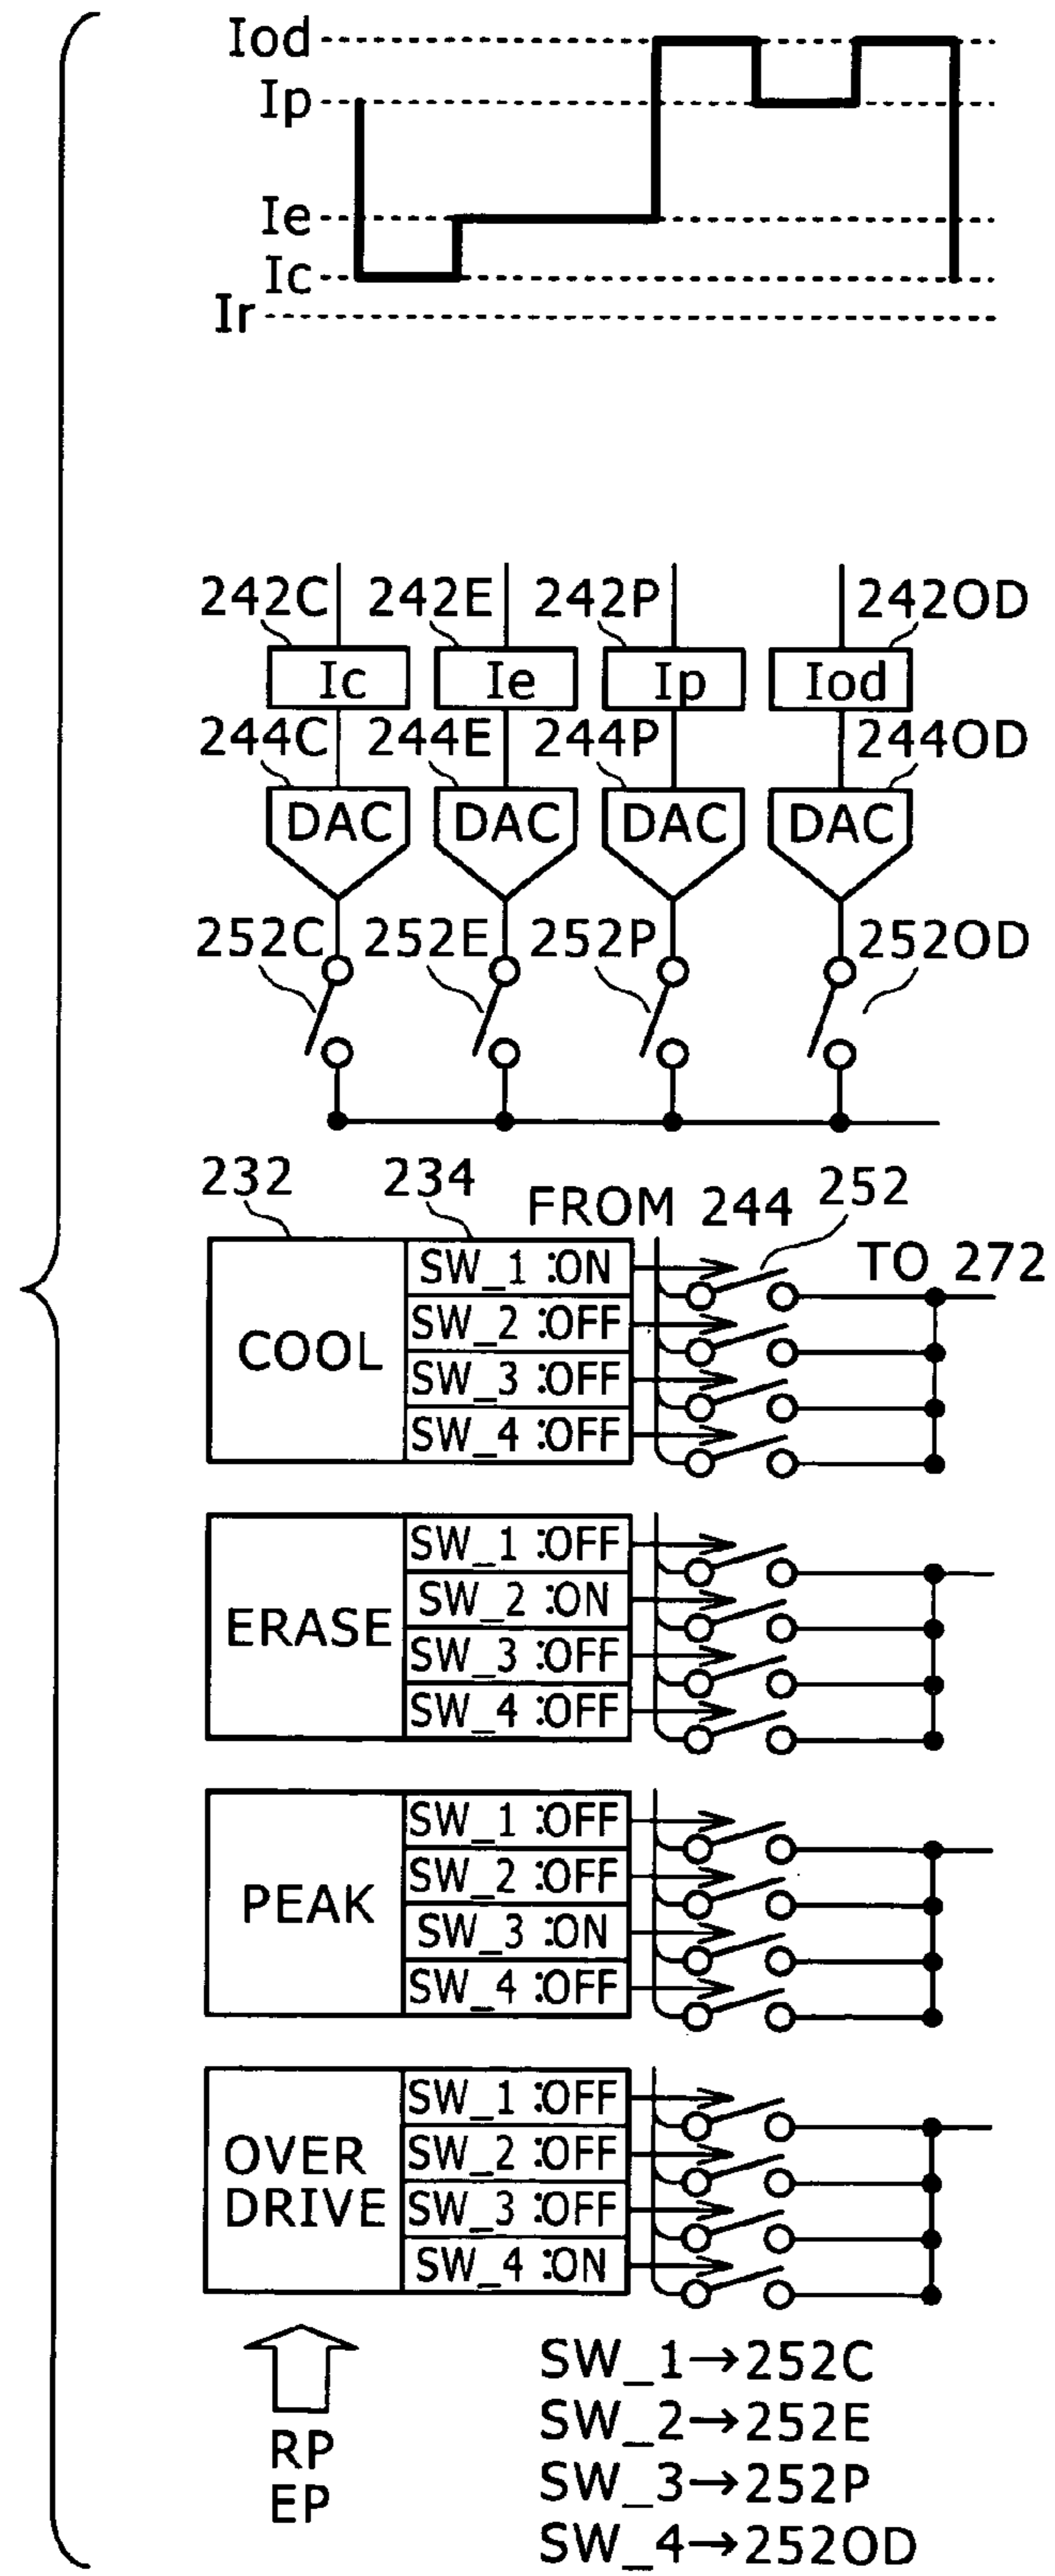 Iod
Ip
Ie
Ic
Ir
242C 242E 242P 242OD
Ic Ie Ip Iod
244C 244E 244P 244OD
DAC DAC DAC DAC
252C 252E 252P 252OD
232 234 FROM 244 252
TO 272
COOL
SW_1 :ON
SW_2 :OFF
SW_3 :OFF
SW_4 :OFF
ERASE
SW_1 :OFF
SW_2 :ON
SW_3 :OFF
SW_4 :OFF
PEAK
SW_1 :OFF
SW_2 :OFF
SW_3 :ON
SW_4 :OFF
OVER
DRIVE
SW_1 :OFF
SW_2 :OFF
SW_3 :OFF
SW_4 :ON
RP
EP
SW_1→252C
SW_2→252E
SW_3→252P
SW_4→252OD